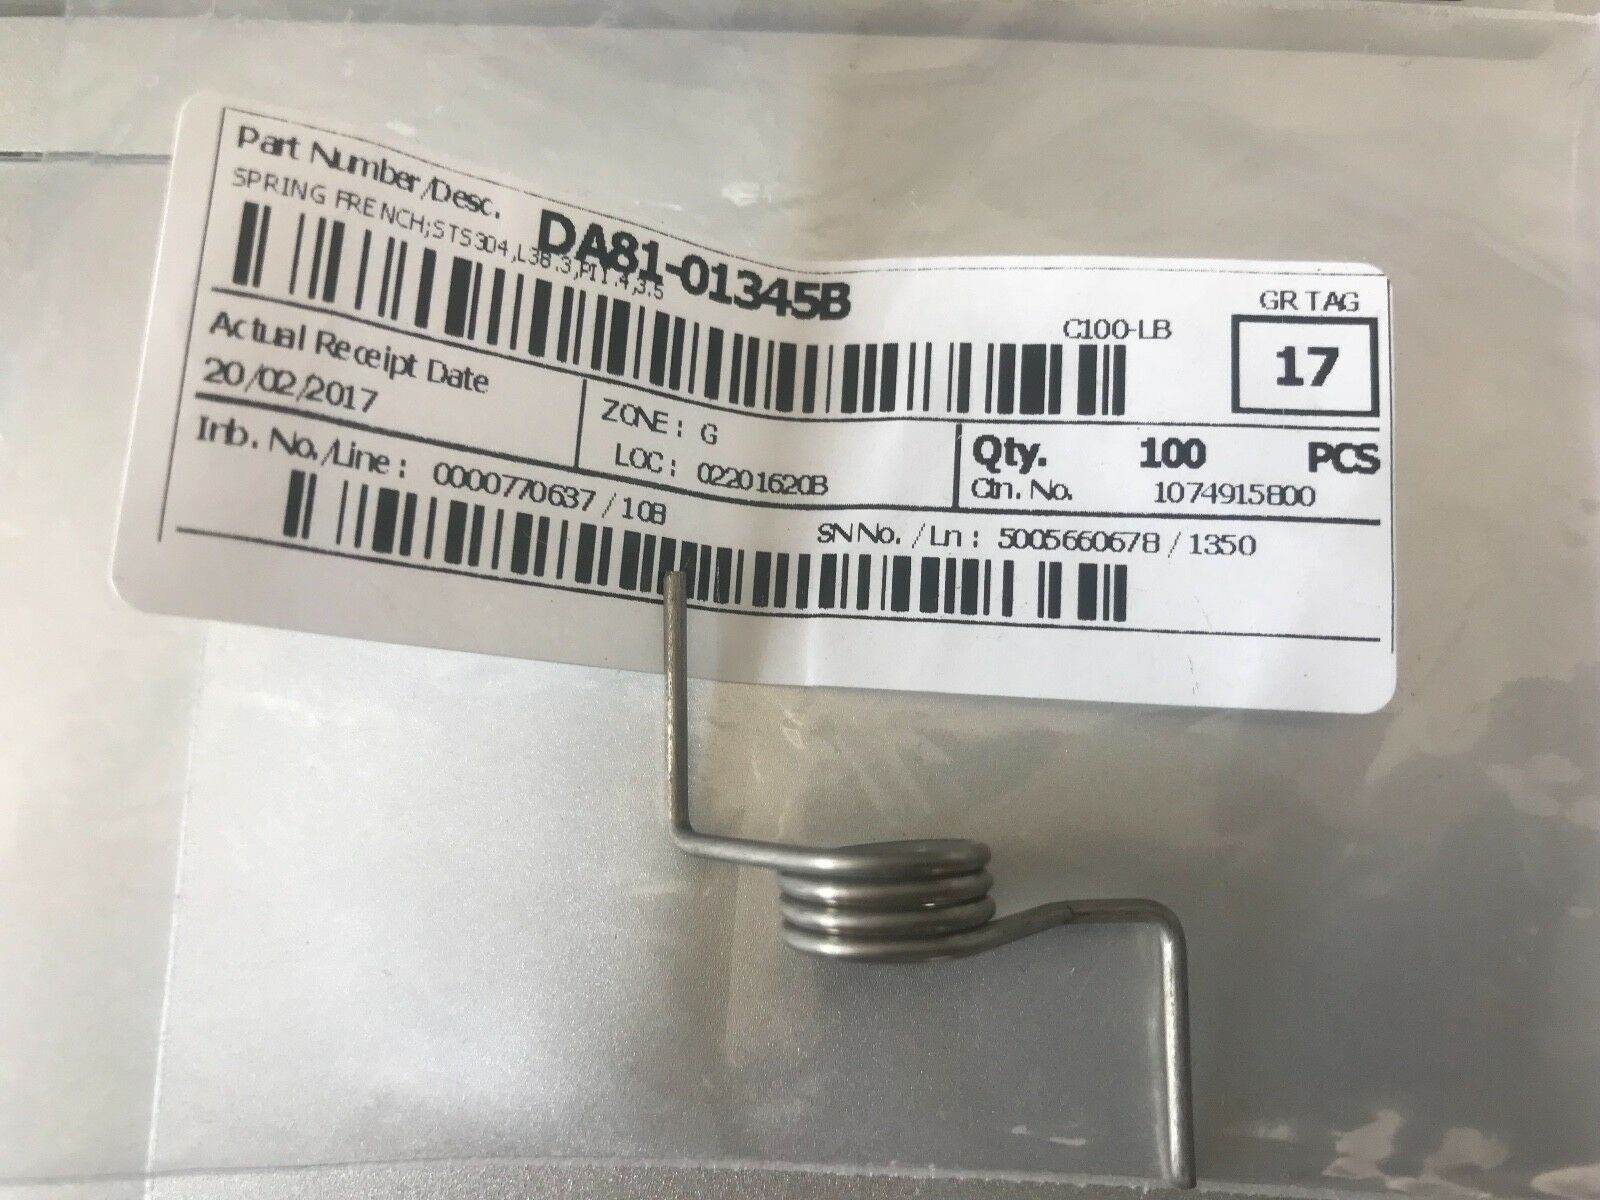 Part Number/Desc. DA81-01345B
SPRING FRENCH;STS304,L38.3,PI1.4,3.5
C100-LB
GR TAG
17
Actual Receipt Date
20/02/2017
ZONE : G
LOC : 02201620B
Qty. 100 PCS
Ctn. No. 1074915800
Inb. No./Line : 0000770637 / 108
SN No. / Ln : 5005660678 / 1350